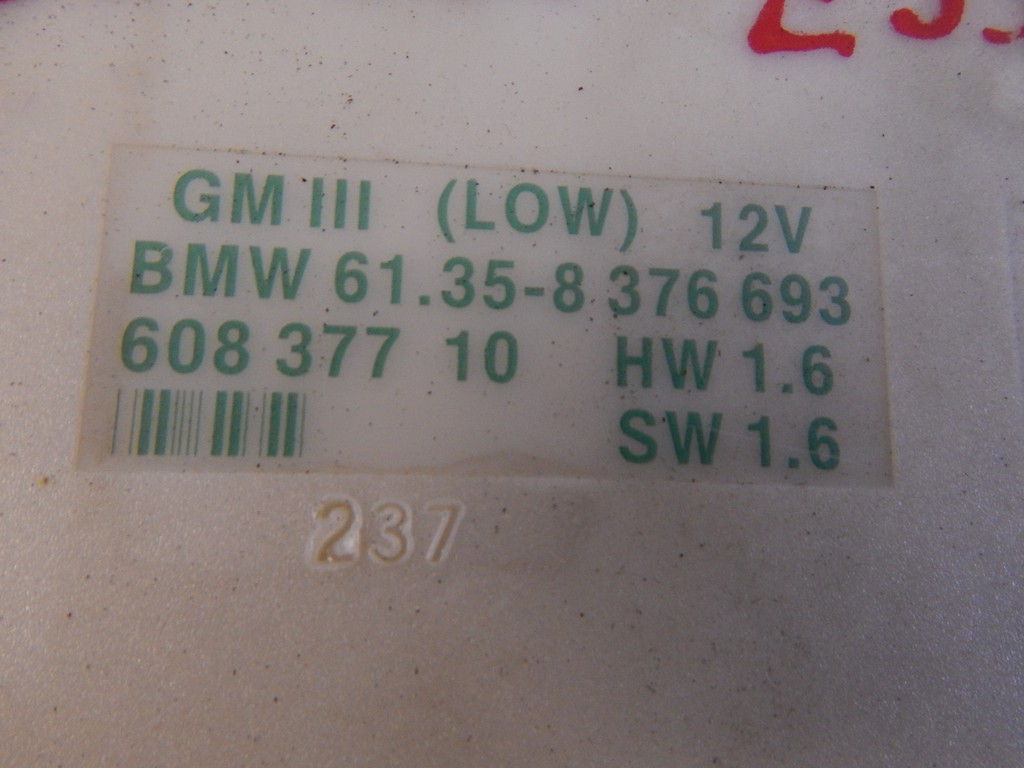 GM III (LOW) 12V
BMW 61.35-8 376 693
608 377 10 HW 1.6
SW 1.6
237